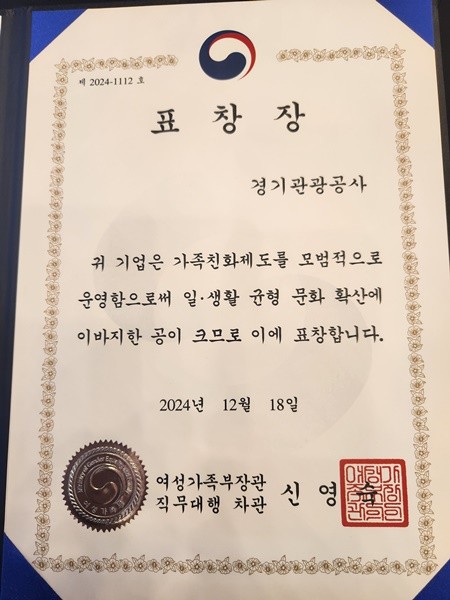 제 2024-1112 호
표 창 장
경기관광공사
귀 기업은 가족친화제도를 모범적으로
운영함으로써 일·생활 균형 문화 확산에
이바지한 공이 크므로 이에 표창합니다.
2024년 12월 18일
여성가족부장관
직무대행 차관 신 영 숙